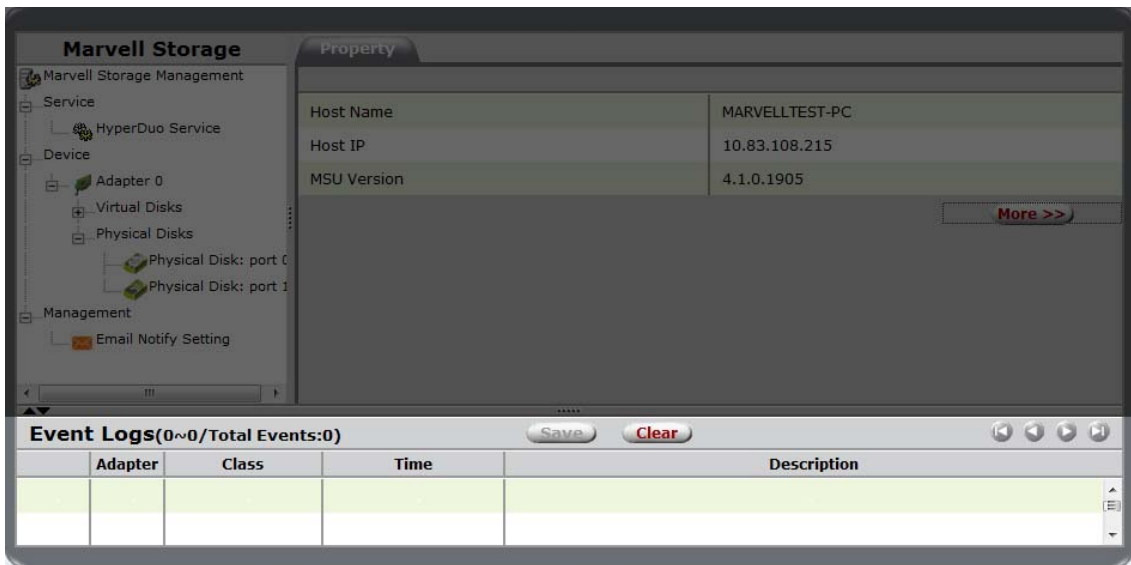 Marvell Storage
Property
Marvell Storage Management
Service
HyperDuo Service
Device
Adapter 0
Virtual Disks
Physical Disks
Physical Disk: port 0
Physical Disk: port 1
Management
Email Notify Setting
Host Name MARVELLTEST-PC
Host IP 10.83.108.215
MSU Version 4.1.0.1905
More >>
Event Logs(0~0/Total Events:0) Save Clear
Adapter Class Time Description